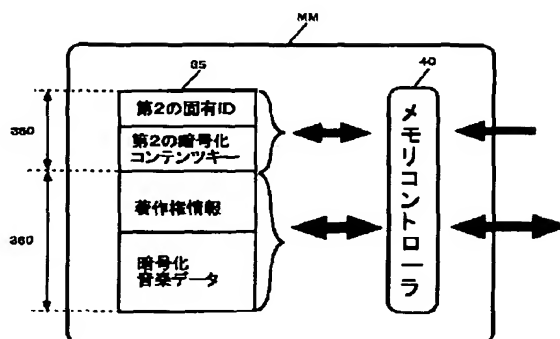 MM
35
40
第2の固有ID
350
第2の暗号化
コンテンツキー
著作権情報
360
暗号化
音楽データ
メモリコントローラ